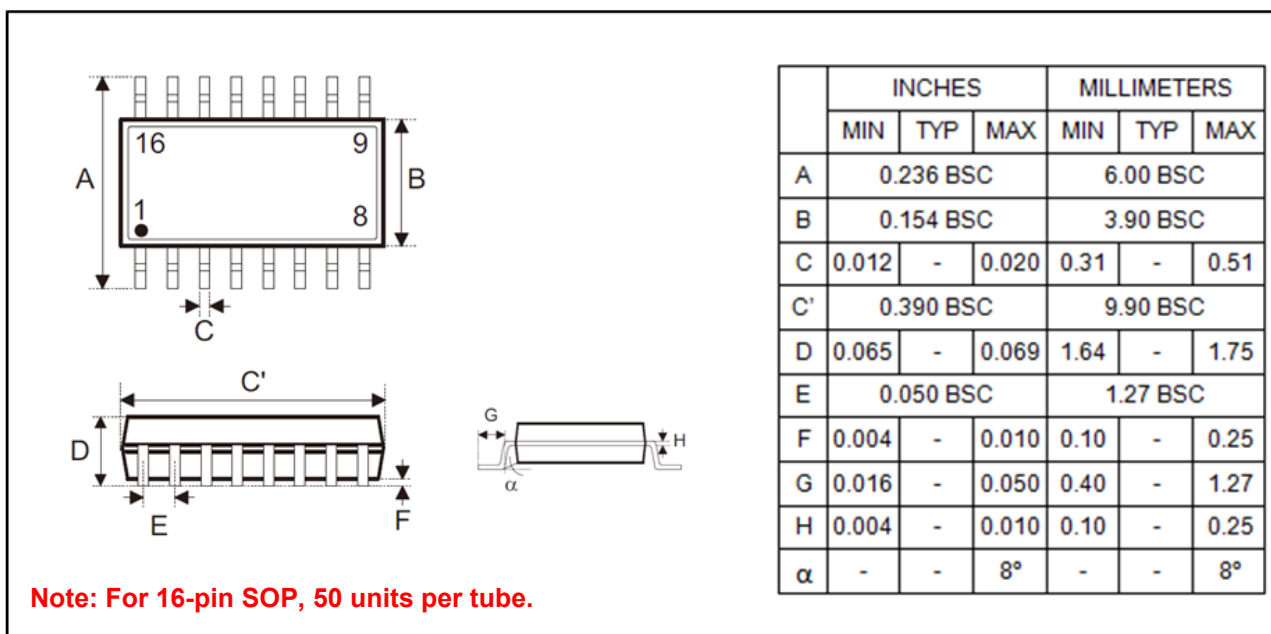 A
16 9
B
1 8
C
C'
D
E
F
G
H
α
INCHES MILLIMETERS
MIN TYP MAX MIN TYP MAX
A 0.236 BSC 6.00 BSC
B 0.154 BSC 3.90 BSC
C 0.012 - 0.020 0.31 - 0.51
C' 0.390 BSC 9.90 BSC
D 0.065 - 0.069 1.64 - 1.75
E 0.050 BSC 1.27 BSC
F 0.004 - 0.010 0.10 - 0.25
G 0.016 - 0.050 0.40 - 1.27
H 0.004 - 0.010 0.10 - 0.25
α - - 8° - - 8°
Note: For 16-pin SOP, 50 units per tube.